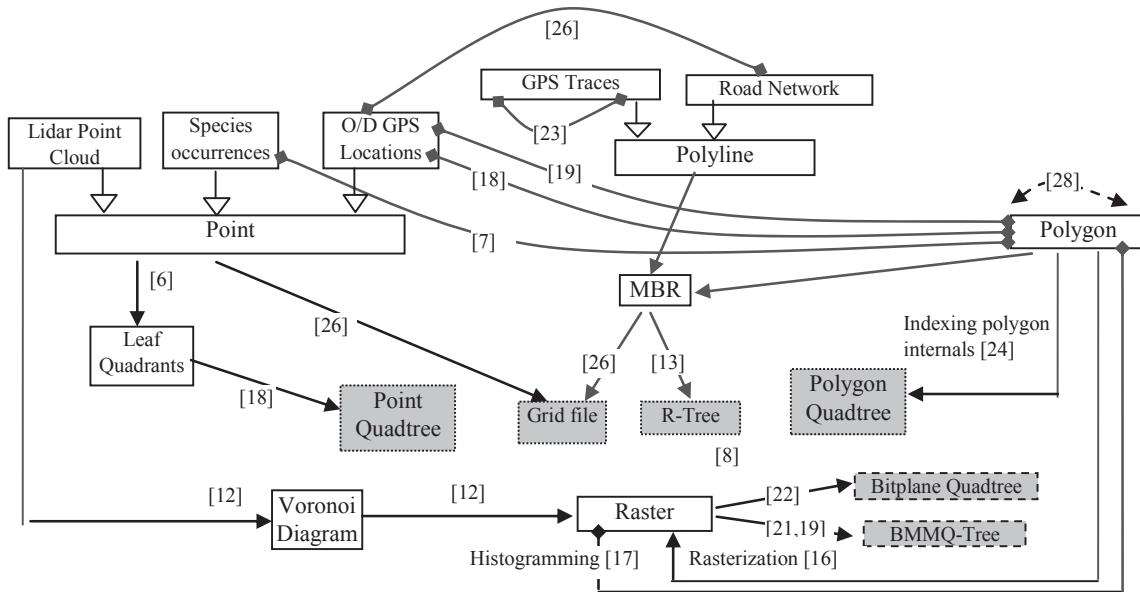 [26]
GPS Traces
Road Network
[23]
Lidar Point
Cloud
Species
occurrences
O/D GPS
Locations
Polyline
[19]
[18]
[28]
Point
[7]
Polygon
[6]
MBR
[26]
Leaf
Quadrants
Indexing polygon
internals [24]
[26]
[13]
[18]
Point
Quadtree
Grid file
R-Tree
Polygon
Quadtree
[8]
[12]
Voronoi
Diagram
[12]
Raster
[22]
Bitplane Quadtree
[21,19]
BMMQ-Tree
Histogramming [17]
Rasterization [16]